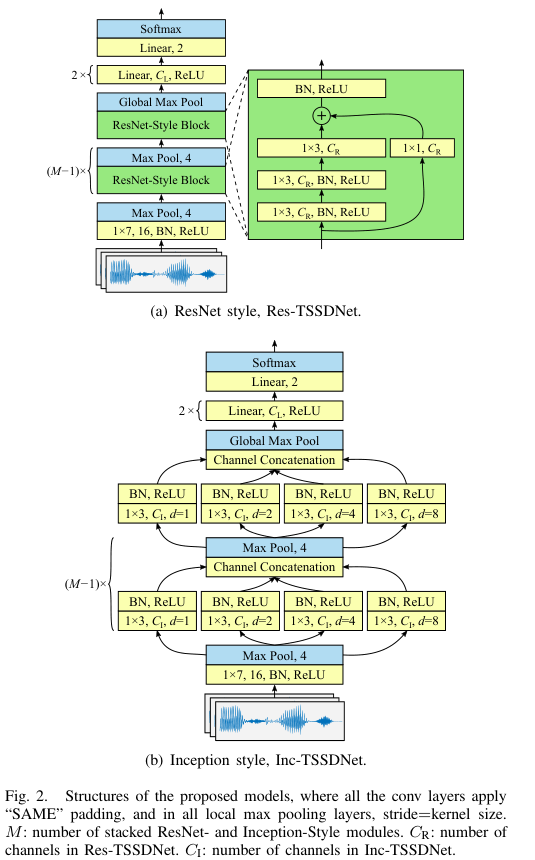 Softmax
Linear, 2
2 × { Linear, C_L, ReLU
Global Max Pool
ResNet-Style Block
Max Pool, 4
(M−1)× { ResNet-Style Block
Max Pool, 4
1×7, 16, BN, ReLU
BN, ReLU
+
1×3, C_R
1×1, C_R
1×3, C_R, BN, ReLU
1×3, C_R, BN, ReLU
(a) ResNet style, Res-TSSDNet.
Softmax
Linear, 2
2 × { Linear, C_L, ReLU
Global Max Pool
Channel Concatenation
BN, ReLU BN, ReLU BN, ReLU BN, ReLU
1×3, C_I, d=1 1×3, C_I, d=2 1×3, C_I, d=4 1×3, C_I, d=8
Max Pool, 4
Channel Concatenation
(M−1)× {
BN, ReLU BN, ReLU BN, ReLU BN, ReLU
1×3, C_I, d=1 1×3, C_I, d=2 1×3, C_I, d=4 1×3, C_I, d=8
Max Pool, 4
1×7, 16, BN, ReLU
(b) Inception style, Inc-TSSDNet.
Fig. 2. Structures of the proposed models, where all the conv layers apply
“SAME” padding, and in all local max pooling layers, stride=kernel size.
M: number of stacked ResNet- and Inception-Style modules. C_R: number of
channels in Res-TSSDNet. C_I: number of channels in Inc-TSSDNet.